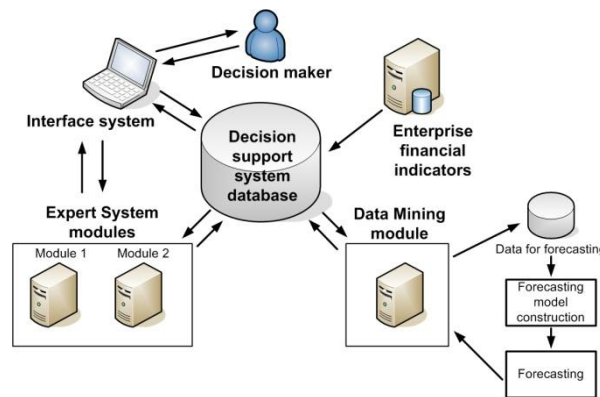 Decision maker
Interface system
Decision
support
system
database
Enterprise
financial
indicators
Expert System
modules
Module 1
Module 2
Data Mining
module
Data for forecasting
Forecasting
model
construction
Forecasting